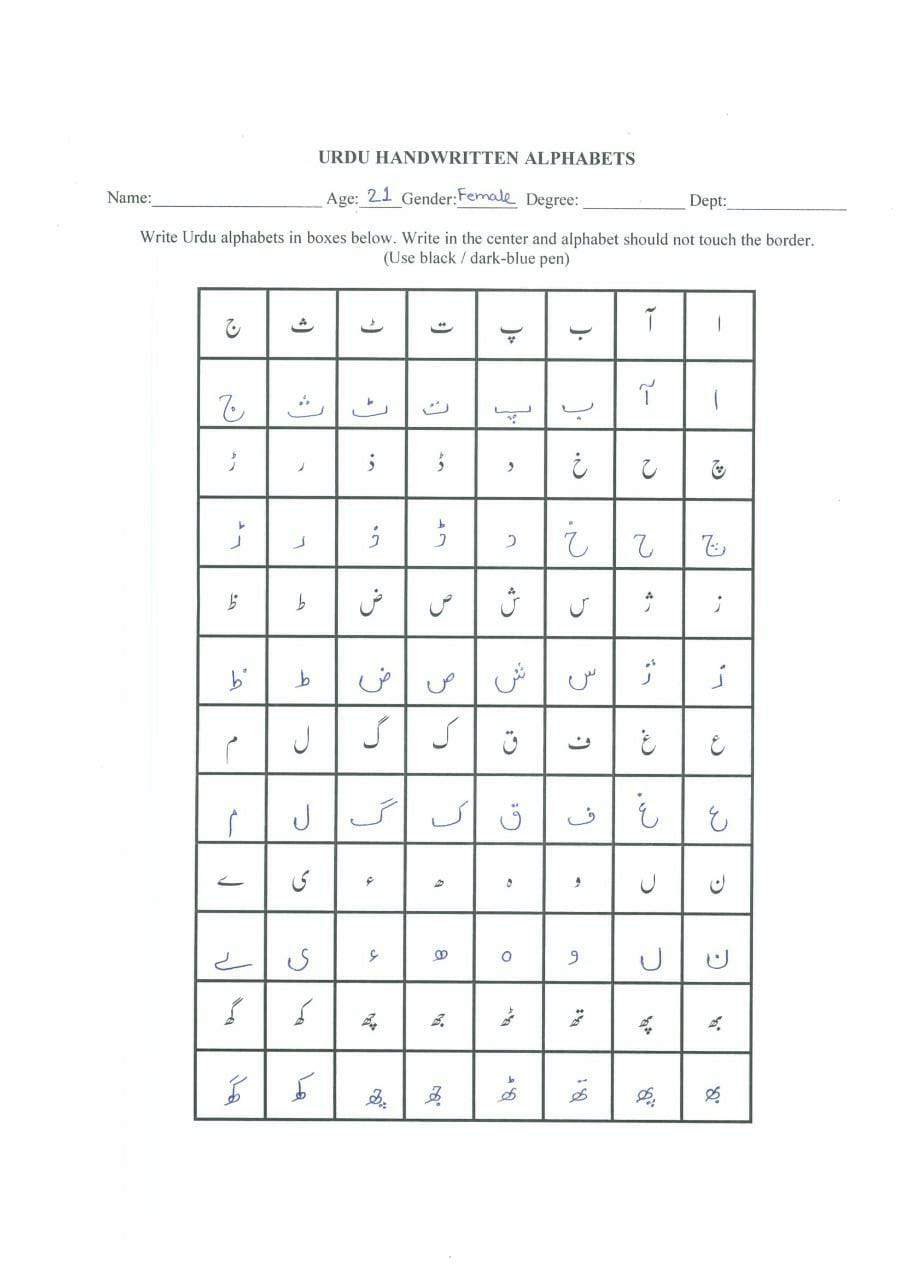 URDU HANDWRITTEN ALPHABETS
Name:____________________ Age: 21 Gender: Female Degree: ____________ Dept:______________
Write Urdu alphabets in boxes below. Write in the center and alphabet should not touch the border.
(Use black / dark-blue pen)
ا آ ب پ ت ٹ ث ج
ا آ ب پ ت ٹ ث ج
چ ح خ د ڈ ذ ر ڑ
چ ح خ د ڈ ذ ر ڑ
ز ژ س ش ص ض ط ظ
ز ژ س ش ص ض ط ظ
ع غ ف ق ک گ ل م
ع غ ف ق ک گ ل م
ن ں و ہ ھ ء ی ے
ن ں و ہ ھ ء ی ے
بھ پھ تھ ٹھ جھ چھ کھ گھ
بھ پھ تھ ٹھ جھ چھ کھ گھ